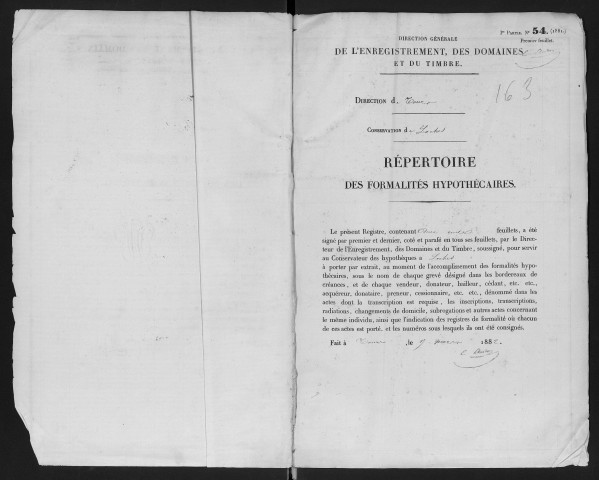 3e Partie, No 54. (1881)
Premier feuillet.
DIRECTION GÉNÉRALE
DE L'ENREGISTREMENT, DES DOMAINES
ET DU TIMBRE.
163
DIRECTION d
CONSERVATION d
RÉPERTOIRE
DES FORMALITÉS HYPOTHÉCAIRES.
Le présent Registre, contenant feuillets, a été
signé par premier et dernier, coté et parafé en tous ses feuillets, par le Direc-
teur de l'Enregistrement, des Domaines et du Timbre, soussigné, pour servir
au Conservateur des hypothèques à
à porter par extrait, au moment de l'accomplissement des formalités hypo-
thécaires, sous le nom de chaque grevé désigné dans les bordereaux de
créances, et de chaque vendeur, donateur, bailleur, cédant, etc. etc.,
acquéreur, donataire, preneur, cessionnaire, etc. etc., dénommé dans les
actes dont la transcription est requise, les inscriptions, transcriptions,
radiations, changements de domicile, subrogations et autres actes concernant
le même individu, ainsi que l'indication des registres de formalité où chacun
de ces actes est porté, et les numéros sous lesquels ils ont été consignés.
Fait à , le 9 188